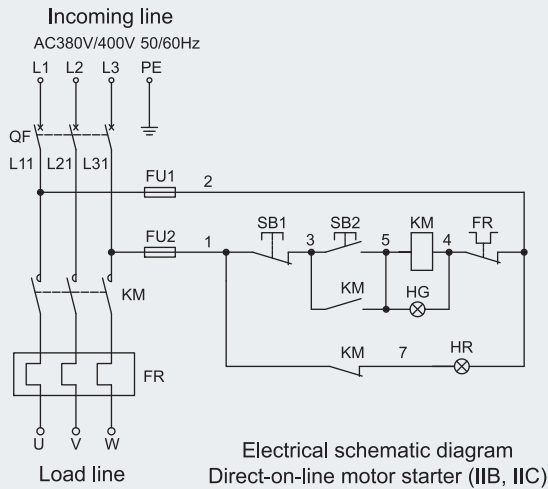 Incoming line
AC380V/400V 50/60Hz
L1 L2 L3 PE
QF
L11 L21 L31
FU1 2
FU2 1 SB1 3 SB2 5 KM 4 FR
KM HG
KM
KM 7 HR
FR
U V W
Load line
Electrical schematic diagram
Direct-on-line motor starter (IIB, IIC)